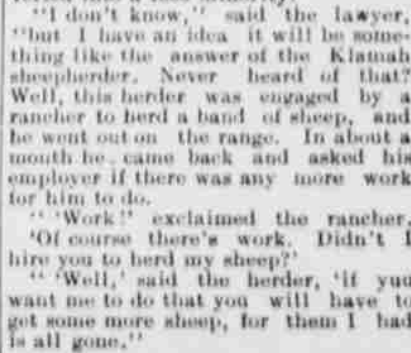 "I don't know," said the lawyer,
"but I have an idea it will be some-
thing like the answer of the Klamah
sheepherder. Never heard of that?
Well, this herder was engaged by a
rancher to herd a band of sheep, and
he went out on the range. In about a
month he came back and asked his
employer if there was any more work
for him to do.
"'Work!' exclaimed the rancher,
'Of course there's work. Didn't I
hire you to herd my sheep?'
"'Well,' said the herder, 'if yuu
want me to do that you will have to
get some more sheep, for them I had
is all gone."